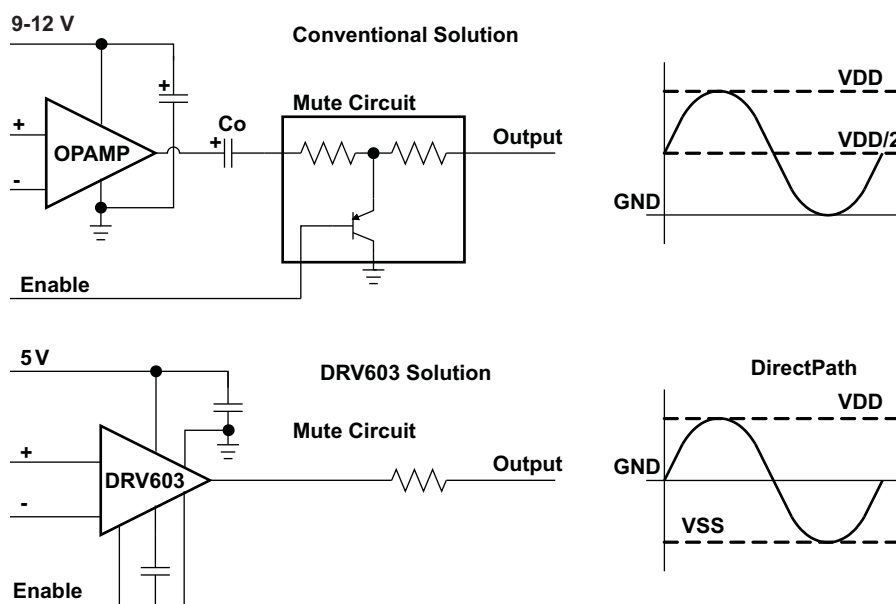 9-12 V
Conventional Solution
+
Mute Circuit
Co
+
+
OPAMP
-
Output
Enable
VDD
VDD/2
GND
5 V
DRV603 Solution
Mute Circuit
+
DRV603
-
Output
Enable
DirectPath
VDD
GND
VSS